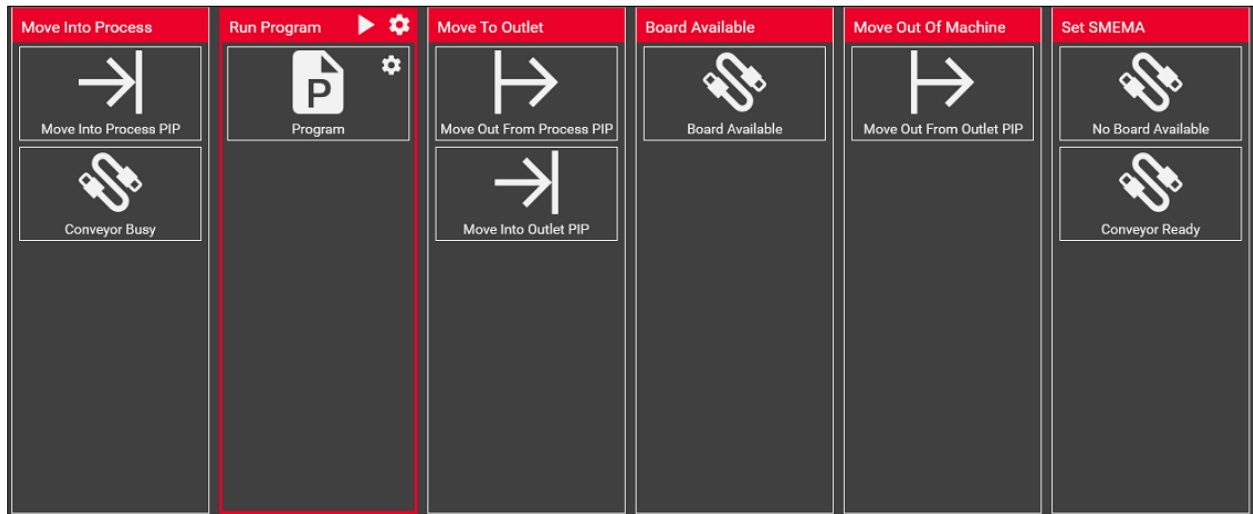 Move Into Process
Move Into Process PIP
Conveyor Busy
Run Program
P
Program
Move To Outlet
Move Out From Process PIP
Move Into Outlet PIP
Board Available
Board Available
Move Out Of Machine
Move Out From Outlet PIP
Set SMEMA
No Board Available
Conveyor Ready